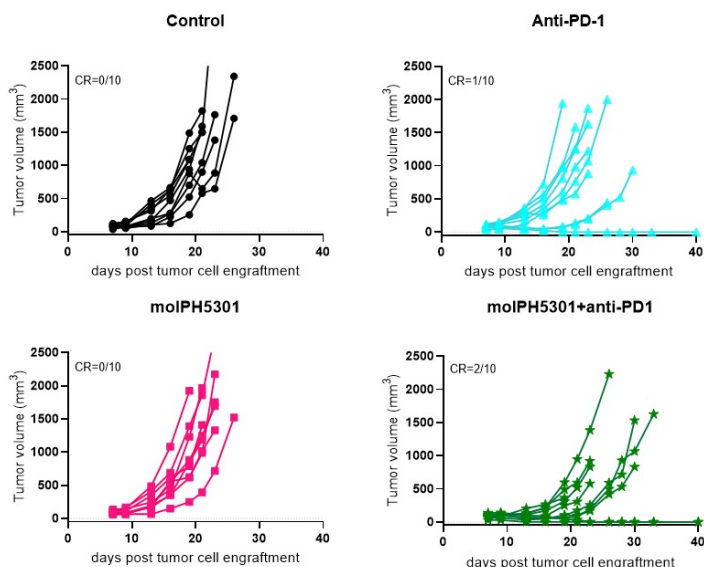 Control
Anti-PD-1
Tumor volume (mm³)
2500
2000
1500
1000
500
0
CR=0/10
0
10
20
30
40
days post tumor cell engraftment
Tumor volume (mm³)
2500
2000
1500
1000
500
0
CR=1/10
0
10
20
30
40
days post tumor cell engraftment
moIPH5301
moIPH5301+anti-PD1
Tumor volume (mm³)
2500
2000
1500
1000
500
0
CR=0/10
0
10
20
30
40
days post tumor cell engraftment
Tumor volume (mm³)
2500
2000
1500
1000
500
0
CR=2/10
0
10
20
30
40
days post tumor cell engraftment